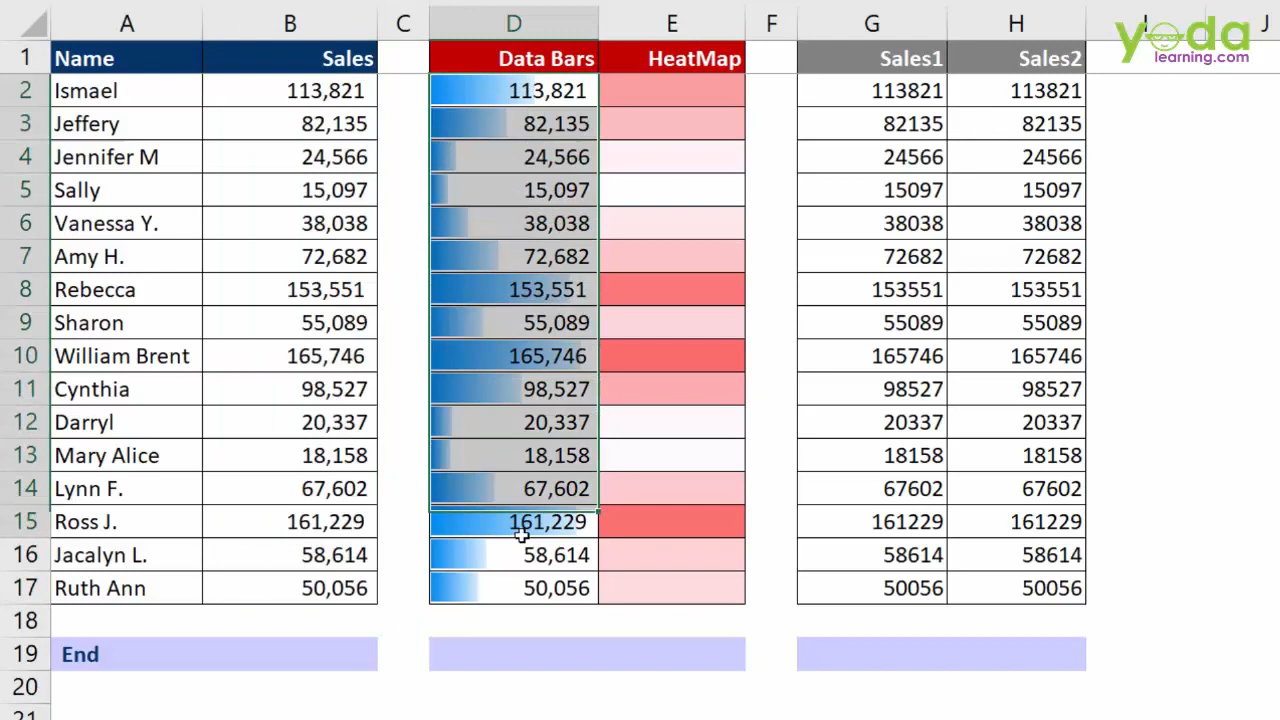 A B C D E F G H I J
yoda
learning.com
1 Name Sales Data Bars HeatMap Sales1 Sales2
2 Ismael 113,821 113,821 113821 113821
3 Jeffery 82,135 82,135 82135 82135
4 Jennifer M 24,566 24,566 24566 24566
5 Sally 15,097 15,097 15097 15097
6 Vanessa Y. 38,038 38,038 38038 38038
7 Amy H. 72,682 72,682 72682 72682
8 Rebecca 153,551 153,551 153551 153551
9 Sharon 55,089 55,089 55089 55089
10 William Brent 165,746 165,746 165746 165746
11 Cynthia 98,527 98,527 98527 98527
12 Darryl 20,337 20,337 20337 20337
13 Mary Alice 18,158 18,158 18158 18158
14 Lynn F. 67,602 67,602 67602 67602
15 Ross J. 161,229 161,229 161229 161229
16 Jacalyn L. 58,614 58,614 58614 58614
17 Ruth Ann 50,056 50,056 50056 50056
18
19 End
20
21